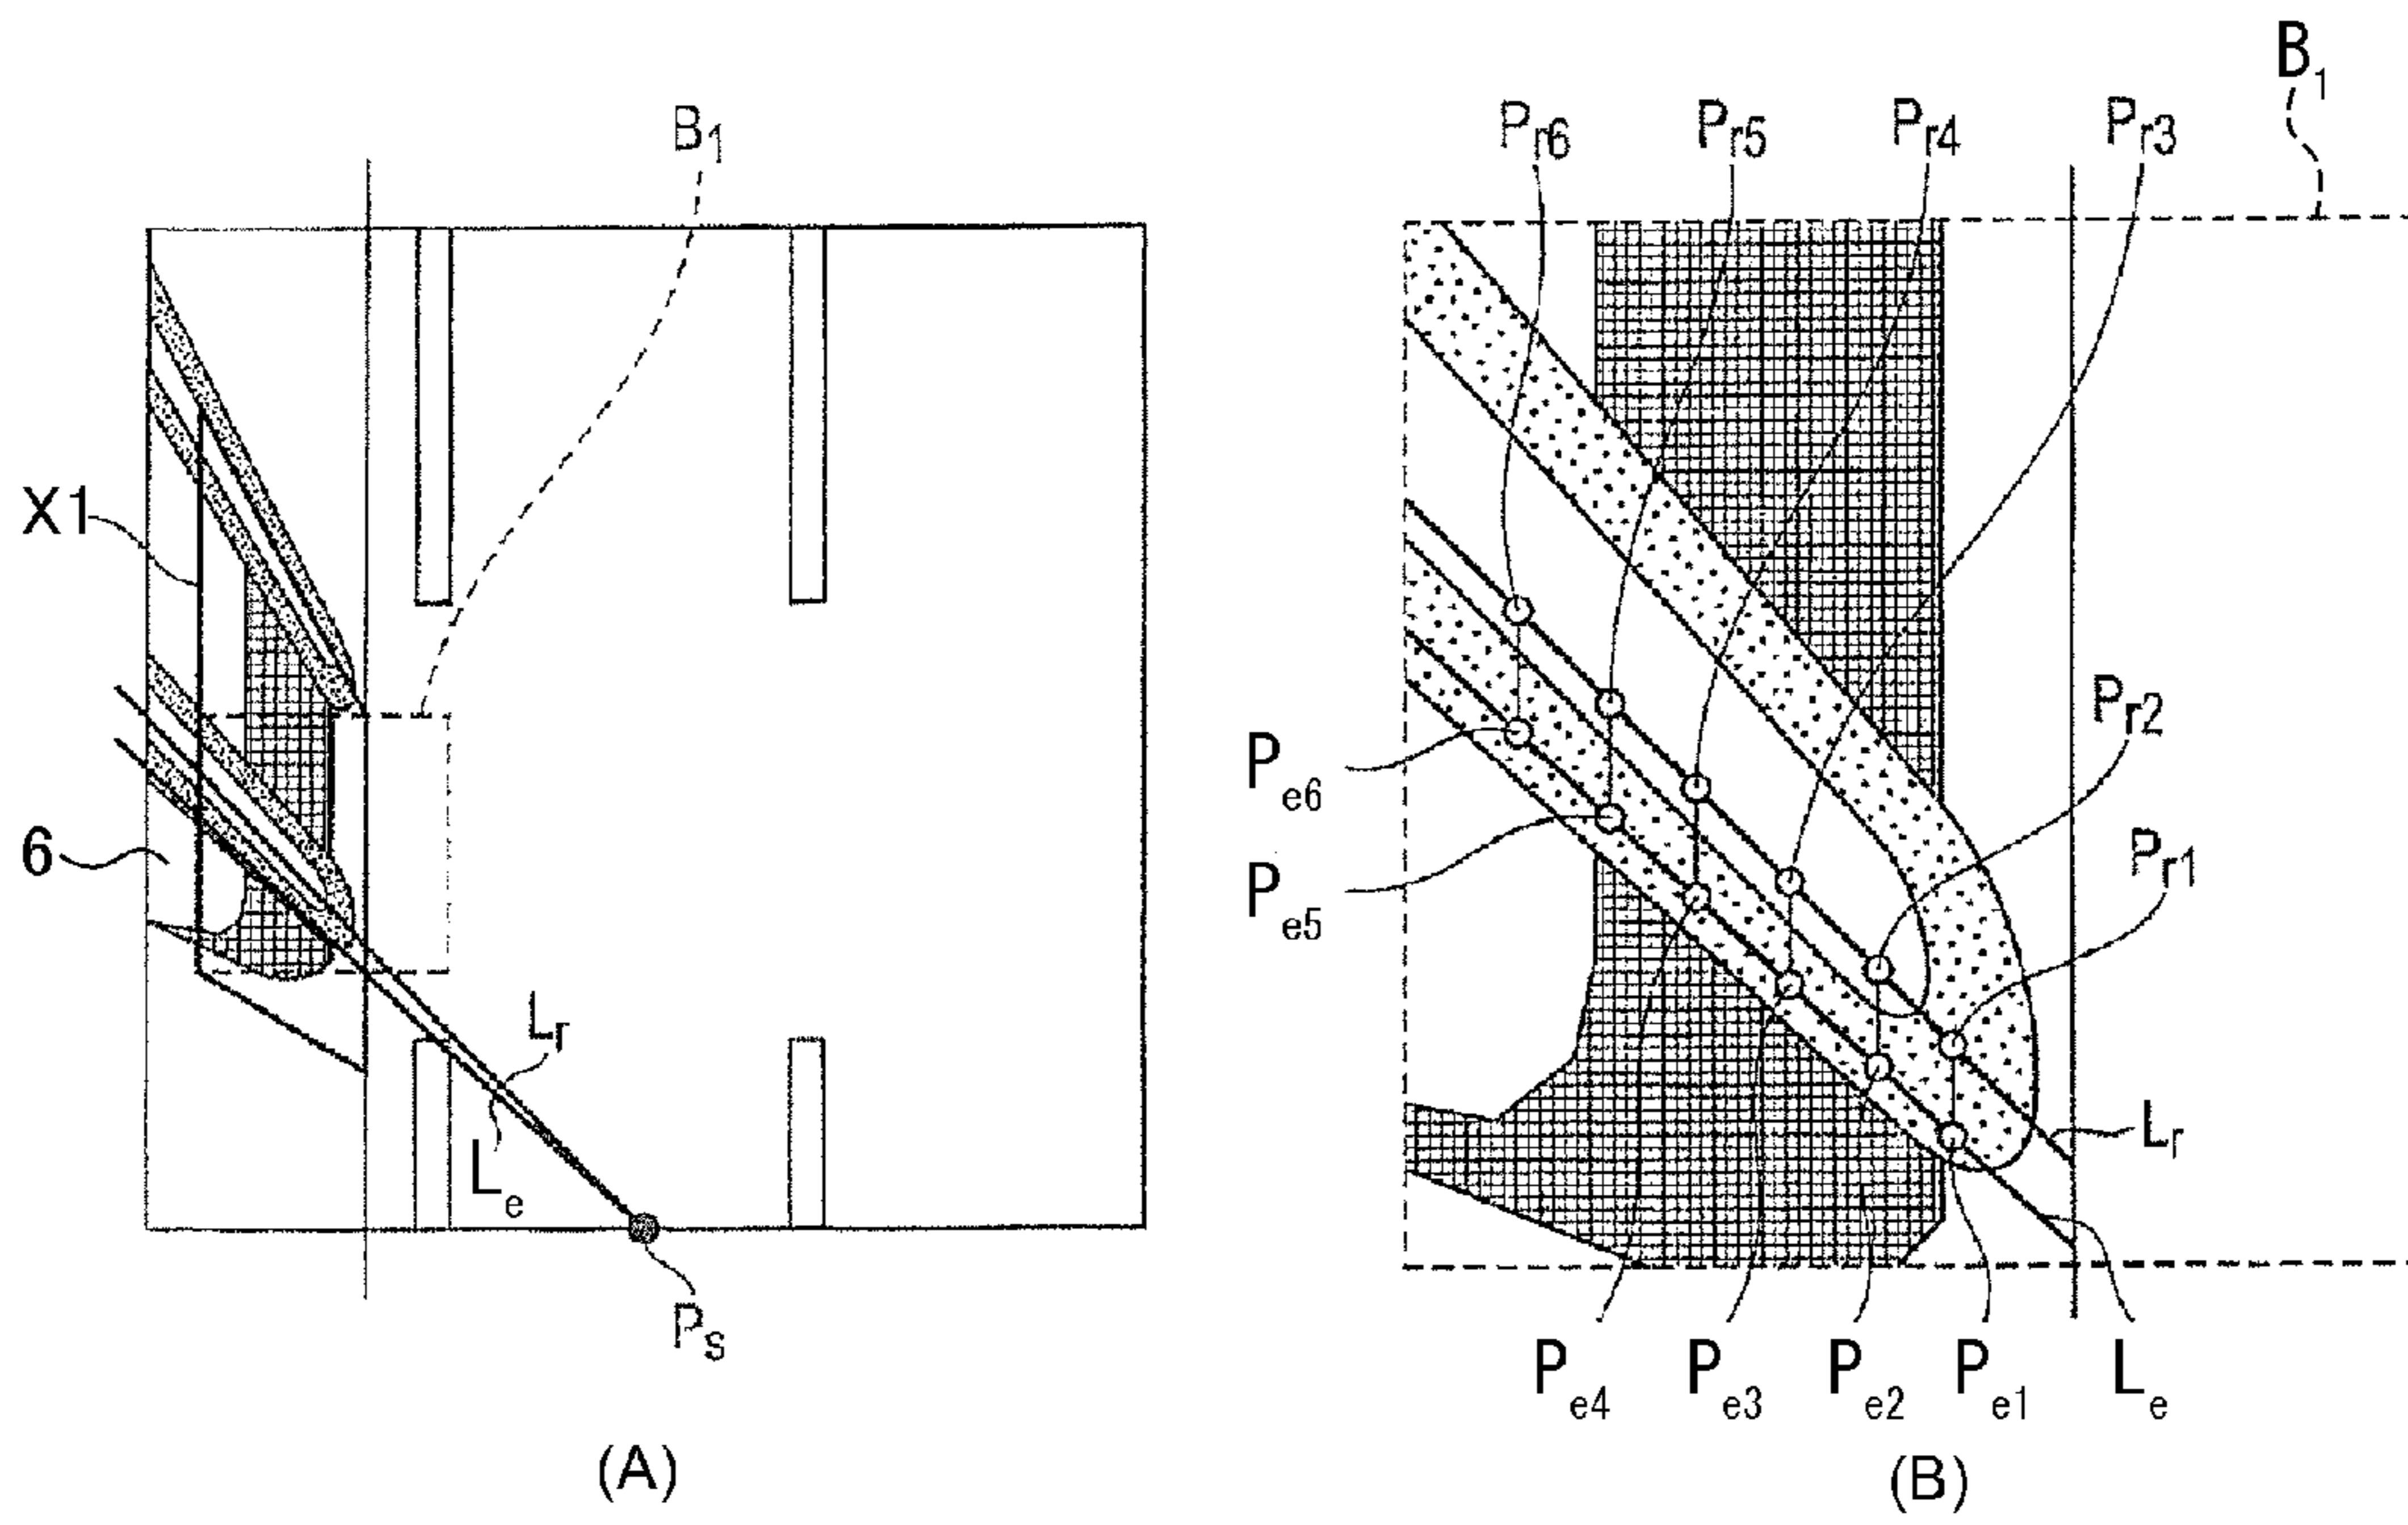 B1
X1
6
Lr
Le
Ps
(A)
B1
Pr6 Pr5 Pr4 Pr3
Pr2
Pr1
Pe6
Pe5
Lr
Pe4 Pe3 Pe2 Pe1 Le
(B)